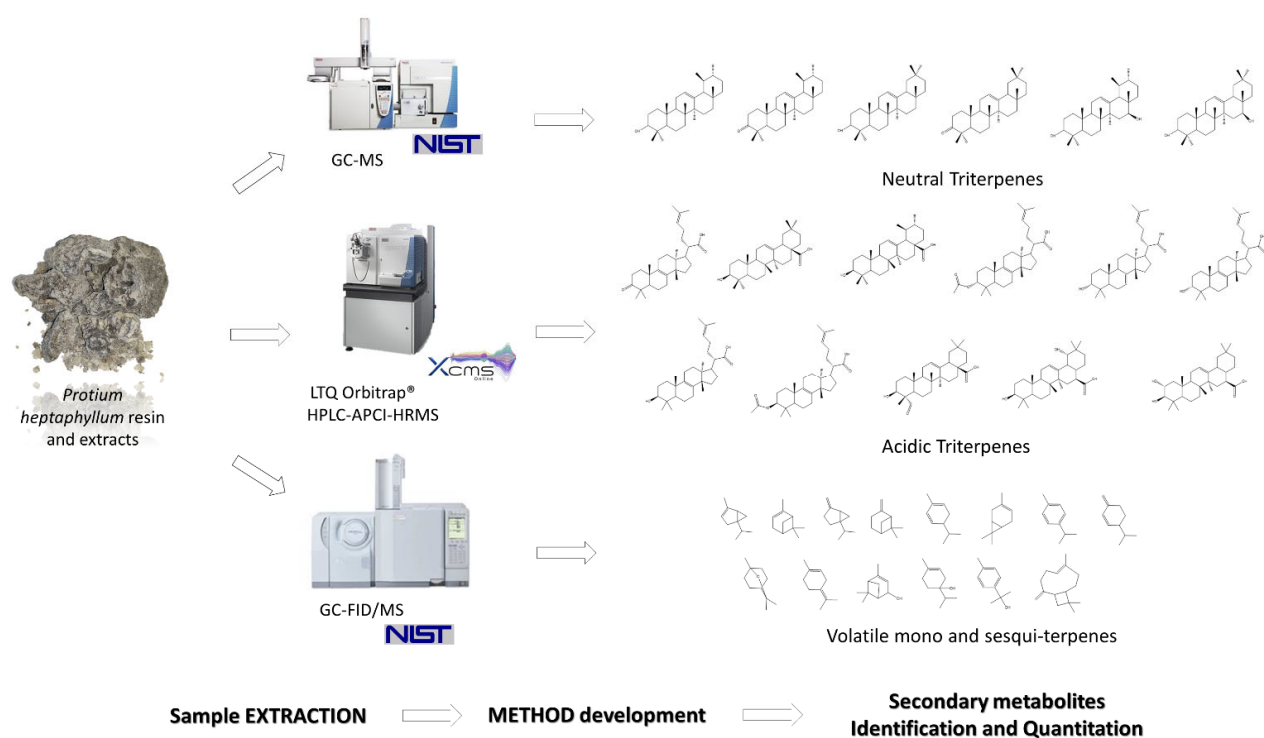 NIST
GC-MS
Neutral Triterpenes
Protium
heptaphyllum resin
and extracts
Xcms
Online
LTQ Orbitrap®
HPLC-APCI-HRMS
Acidic Triterpenes
GC-FID/MS
NIST
Volatile mono and sesqui-terpenes
Sample EXTRACTION
METHOD development
Secondary metabolites
Identification and Quantitation